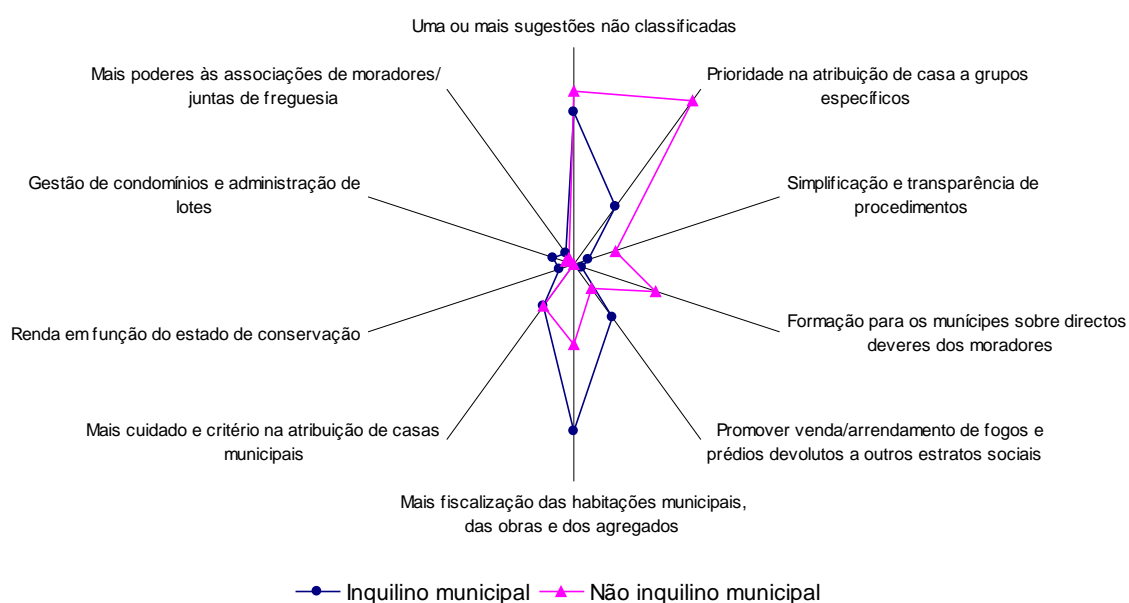 Uma ou mais sugestões não classificadas
Mais poderes às associações de moradores/
juntas de freguesia
Prioridade na atribuição de casa a grupos
específicos
Gestão de condomínios e administração de
lotes
Simplificação e transparência de
procedimentos
Renda em função do estado de conservação
Formação para os munícipes sobre directos
deveres dos moradores
Mais cuidado e critério na atribuição de casas
municipais
Promover venda/arrendamento de fogos e
prédios devolutos a outros estratos sociais
Mais fiscalização das habitações municipais,
das obras e dos agregados
Inquilino municipal
Não inquilino municipal